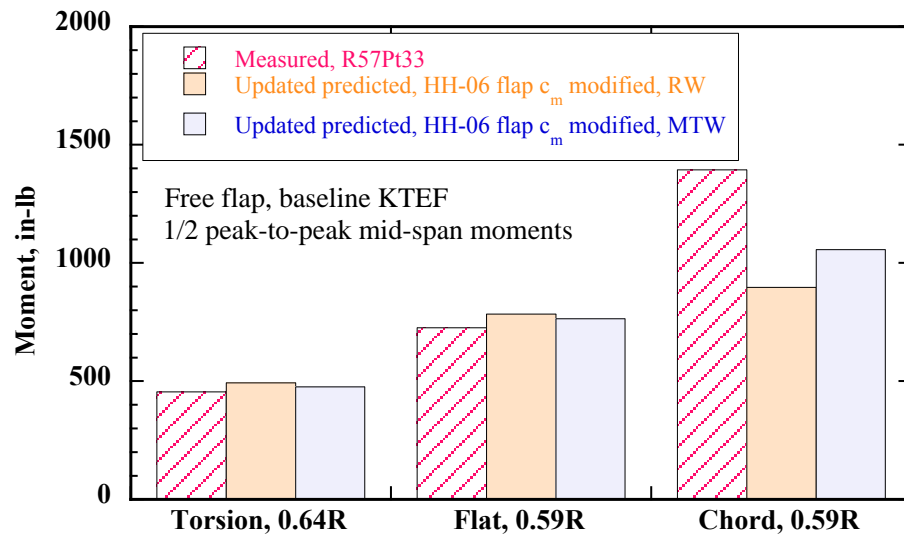 2000
1500
1000
500
0
Moment, in-lb
Measured, R57Pt33
Updated predicted, HH-06 flap c_m modified, RW
Updated predicted, HH-06 flap c_m modified, MTW
Free flap, baseline KTEF
1/2 peak-to-peak mid-span moments
Torsion, 0.64R
Flat, 0.59R
Chord, 0.59R